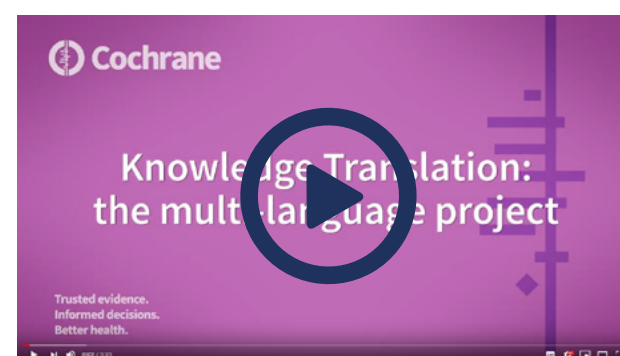 Cochrane
Knowledge Translation:
the multi-language project
Trusted evidence.
Informed decisions.
Better health.